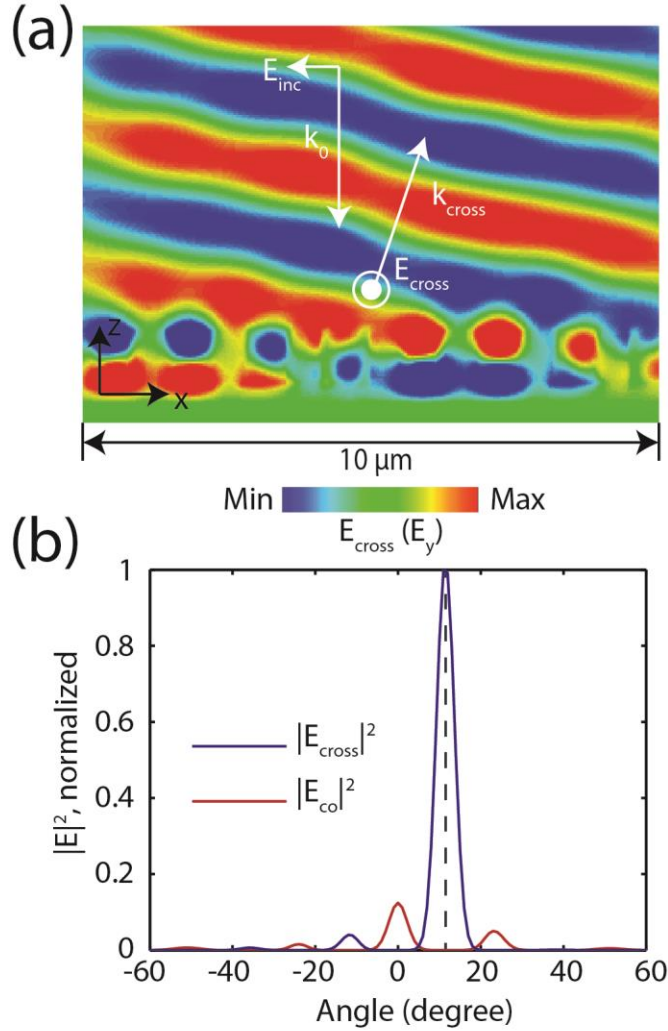 (a)
E_inc
k_0
k_cross
E_cross
z
x
10 μm
Min Max
E_cross (E_y)
(b)
|E|², normalized
1
0.8
0.6
0.4
0.2
0
|E_cross|²
|E_co|²
-60 -40 -20 0 20 40 60
Angle (degree)